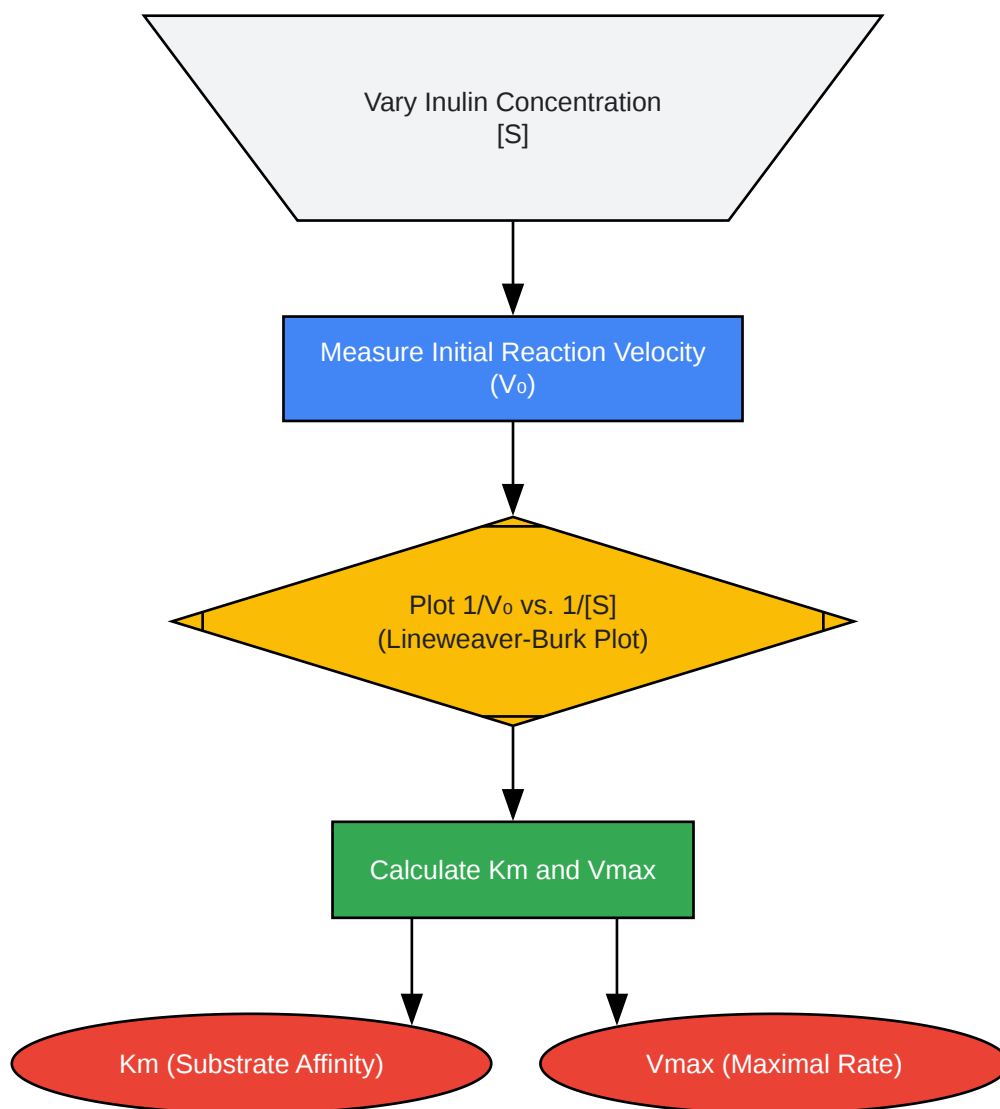 Vary Inulin Concentration
[S]
Measure Initial Reaction Velocity
(V₀)
Plot 1/V₀ vs. 1/[S]
(Lineweaver-Burk Plot)
Calculate Km and Vmax
Km (Substrate Affinity)
Vmax (Maximal Rate)